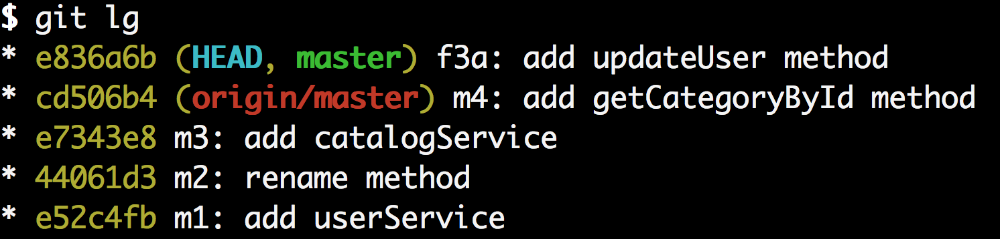 $ git lg
* e836a6b (HEAD, master) f3a: add updateUser method
* cd506b4 (origin/master) m4: add getCategoryById method
* e7343e8 m3: add catalogService
* 44061d3 m2: rename method
* e52c4fb m1: add userService